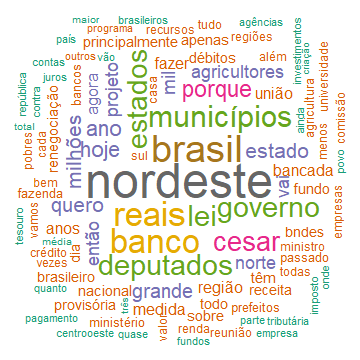 maior brasileiros agências
programa recursos tudo
país principalmente apenas regiões
outros vão débitos além
contas fazer mil agricultores
juros bancos projeto casa porque união
república contra renegociação agora estados municípios
investimentos criação universidade
agricultura menos ainda comissão
total cada milhões ano hoje sul brasil estado povo
pobres nordeste bancada
bem vai fundo
fazenda quero reais lei governo empresas
tesouro vamos anos então banco cesar bndes
média dia norte ministro
crédito deputados têm passado
vezes brasileiro região receita todas
quanto nacional grande todo prefeitos imposto onde
provisória medida sobre
três valor renda parte tributária
pagamento ministério reunião
centrooeste quase fundos empresa